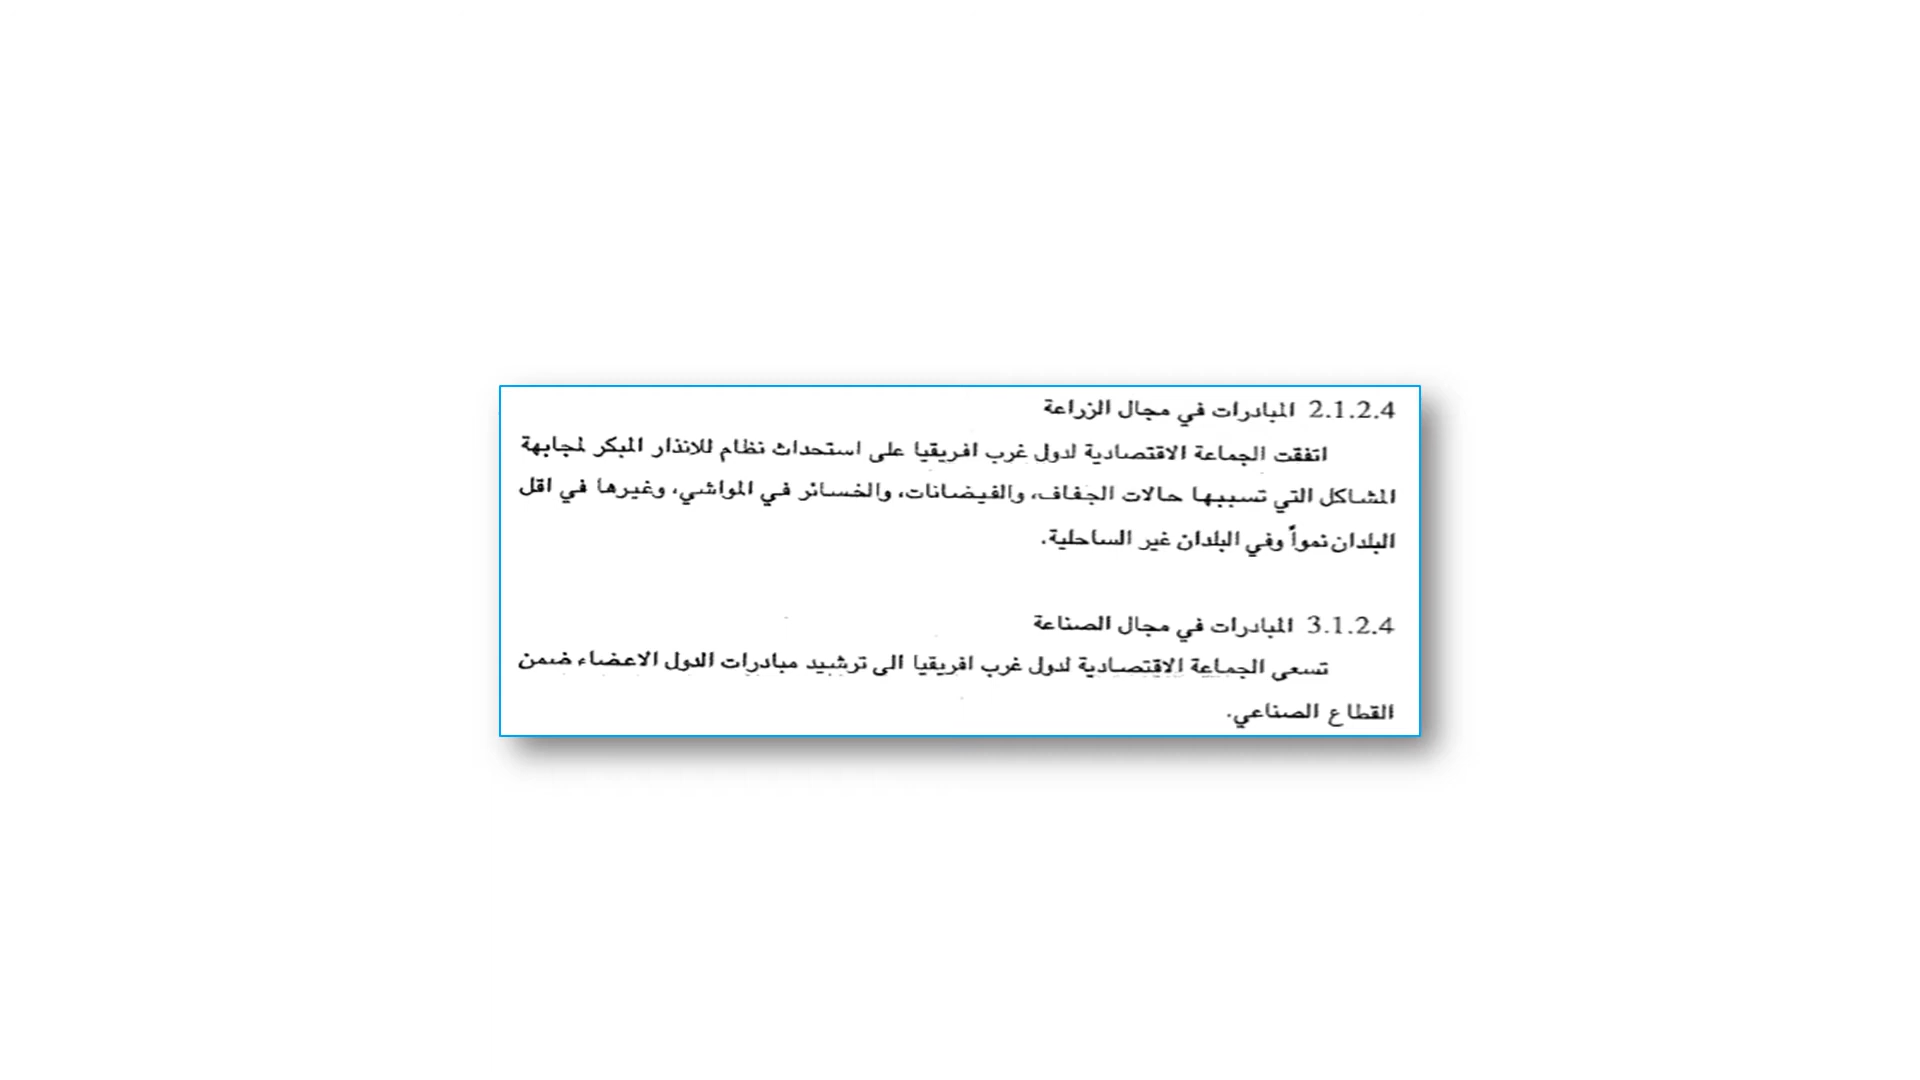 2.1.2.4 المبادرات في مجال الزراعة
اتفقت الجماعة الاقتصادية لدول غرب افريقيا على استحداث نظام للانذار المبكر لمجابهة
المشاكل التي تسببها حالات الجفاف، والفيضانات، والخسائر في المواشي، وغيرها في اقل
البلدان نمواً وفي البلدان غير الساحلية.
3.1.2.4 المبادرات في مجال الصناعة
تسعى الجماعة الاقتصادية لدول غرب افريقيا الى ترشيد مبادرات الدول الاعضاء ضمن
القطاع الصناعي.